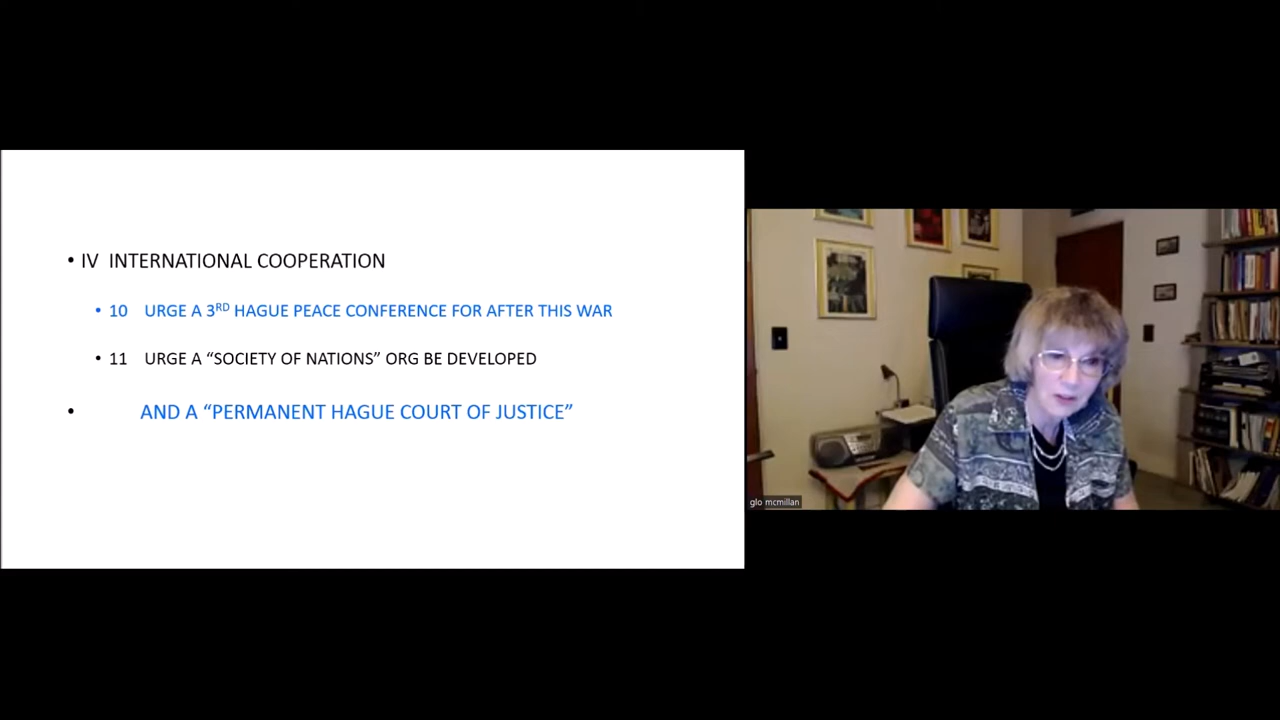 • IV INTERNATIONAL COOPERATION
• 10 URGE A 3RD HAGUE PEACE CONFERENCE FOR AFTER THIS WAR
• 11 URGE A “SOCIETY OF NATIONS” ORG BE DEVELOPED
• AND A “PERMANENT HAGUE COURT OF JUSTICE”
glo mcmillan